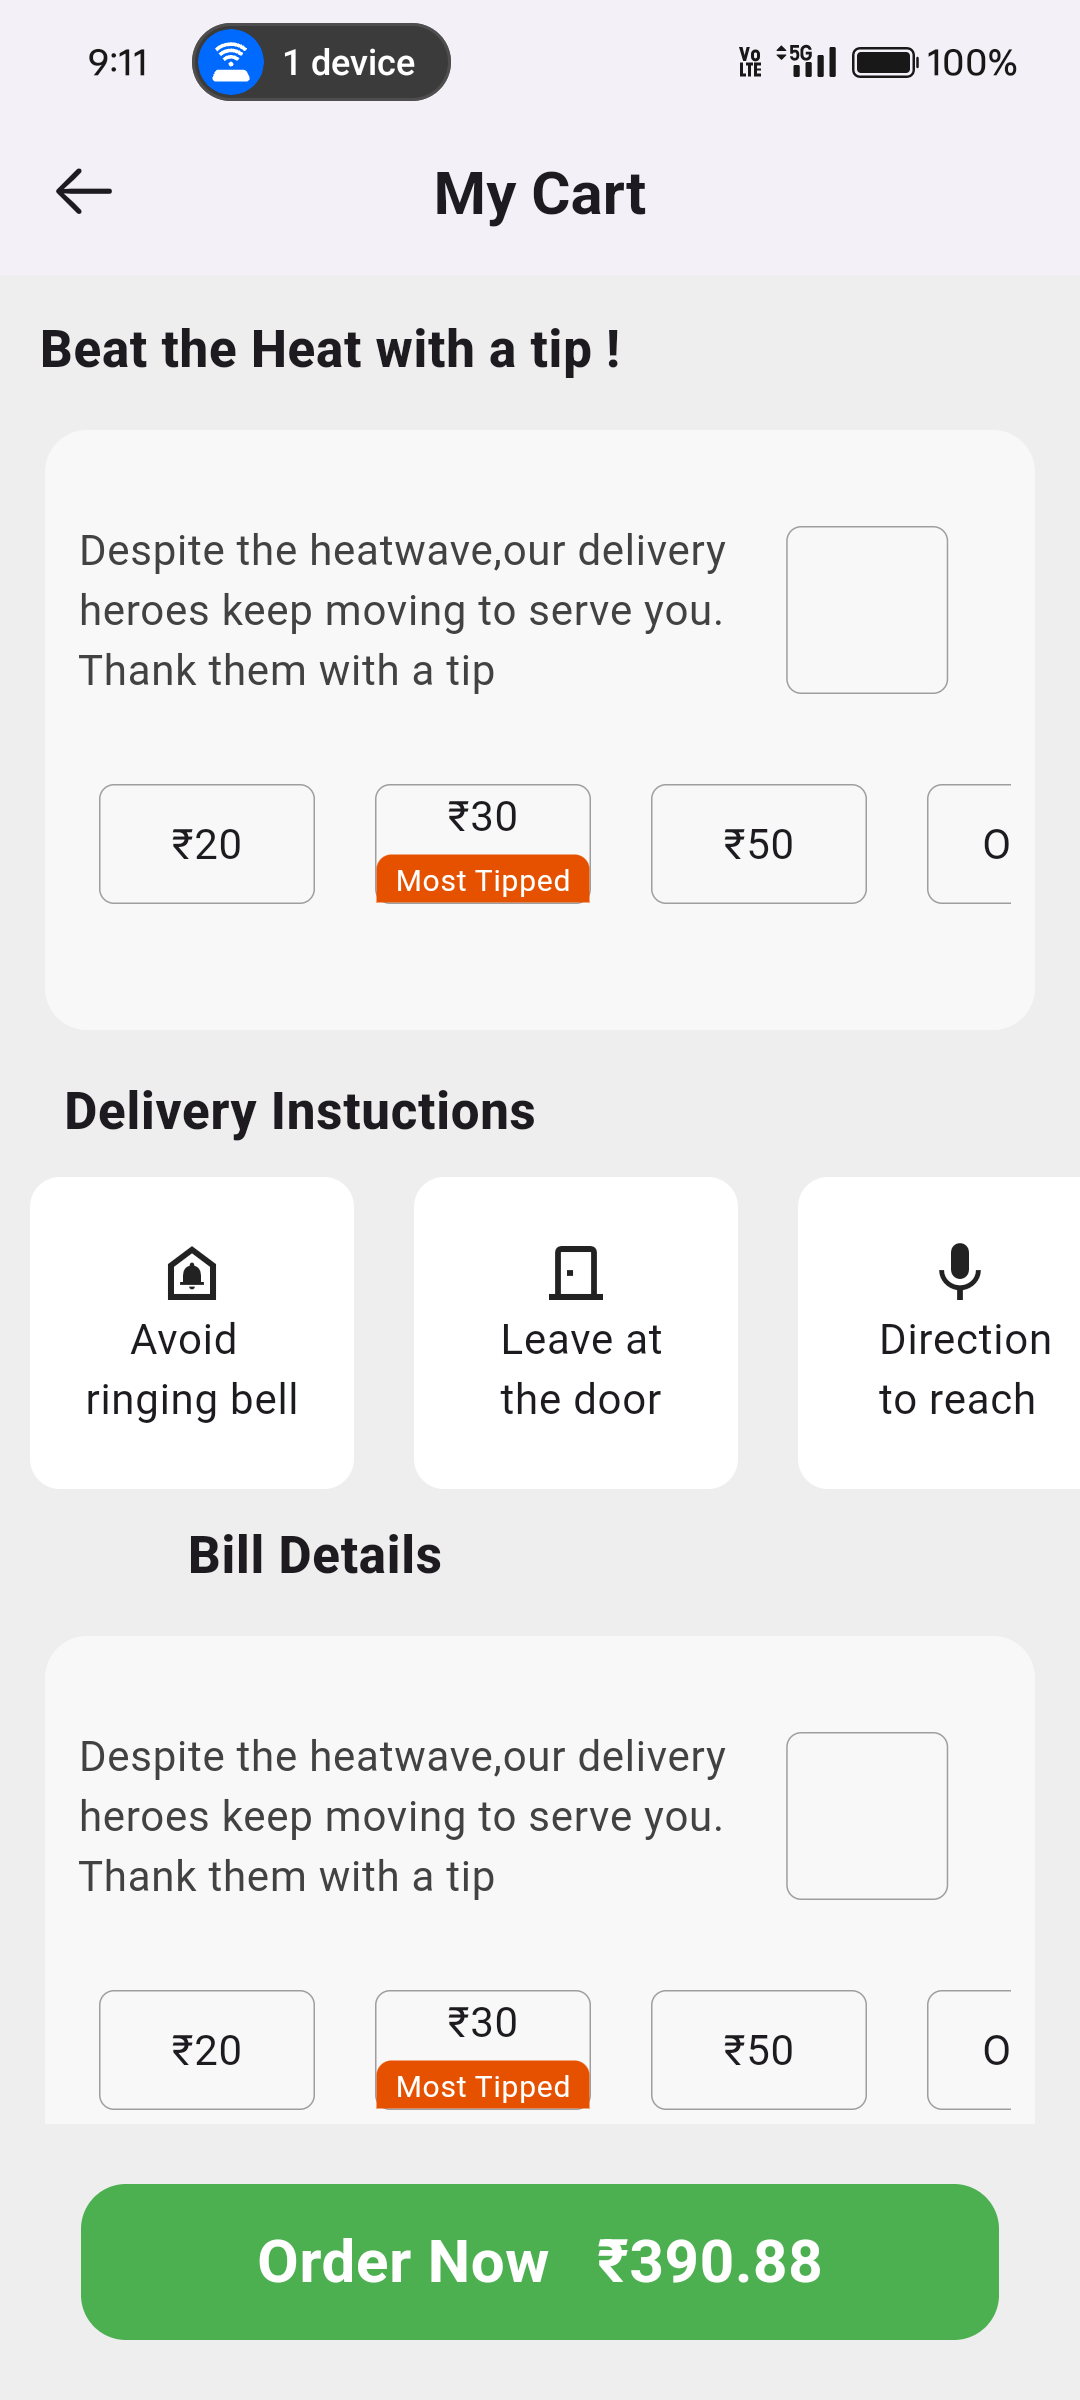 9:11
1 device
Vo LTE
5G
100%
My Cart
Beat the Heat with a tip !
Despite the heatwave,our delivery
heroes keep moving to serve you.
Thank them with a tip
₹20
₹30
Most Tipped
₹50
O
Delivery Instuctions
Avoid
ringing bell
Leave at
the door
Direction
to reach
Bill Details
Despite the heatwave,our delivery
heroes keep moving to serve you.
Thank them with a tip
₹20
₹30
Most Tipped
₹50
O
Order Now ₹390.88